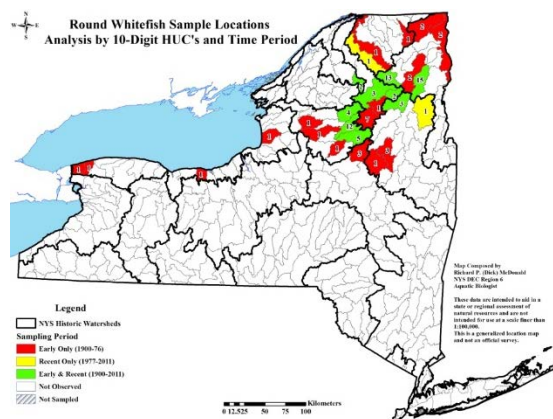 Round Whitefish Sample Locations
Analysis by 10-Digit HUC's and Time Period
N
S
Map Composed by
Richard P. (Dick) McDonald
NYS DEC Region 6
Aquatic Biologist
These data are intended to aid in a
state or regional assessment of
natural resources and are not
intended for use at a scale finer than
1:100,000.
This is a generalized location map
and not an official survey.
Legend
NYS Historic Watersheds
Sampling Period
Early Only (1900-76)
Recent Only (1977-2011)
Early & Recent (1900-2011)
Not Observed
Not Sampled
Kilometers
0 12.525 50 75 100